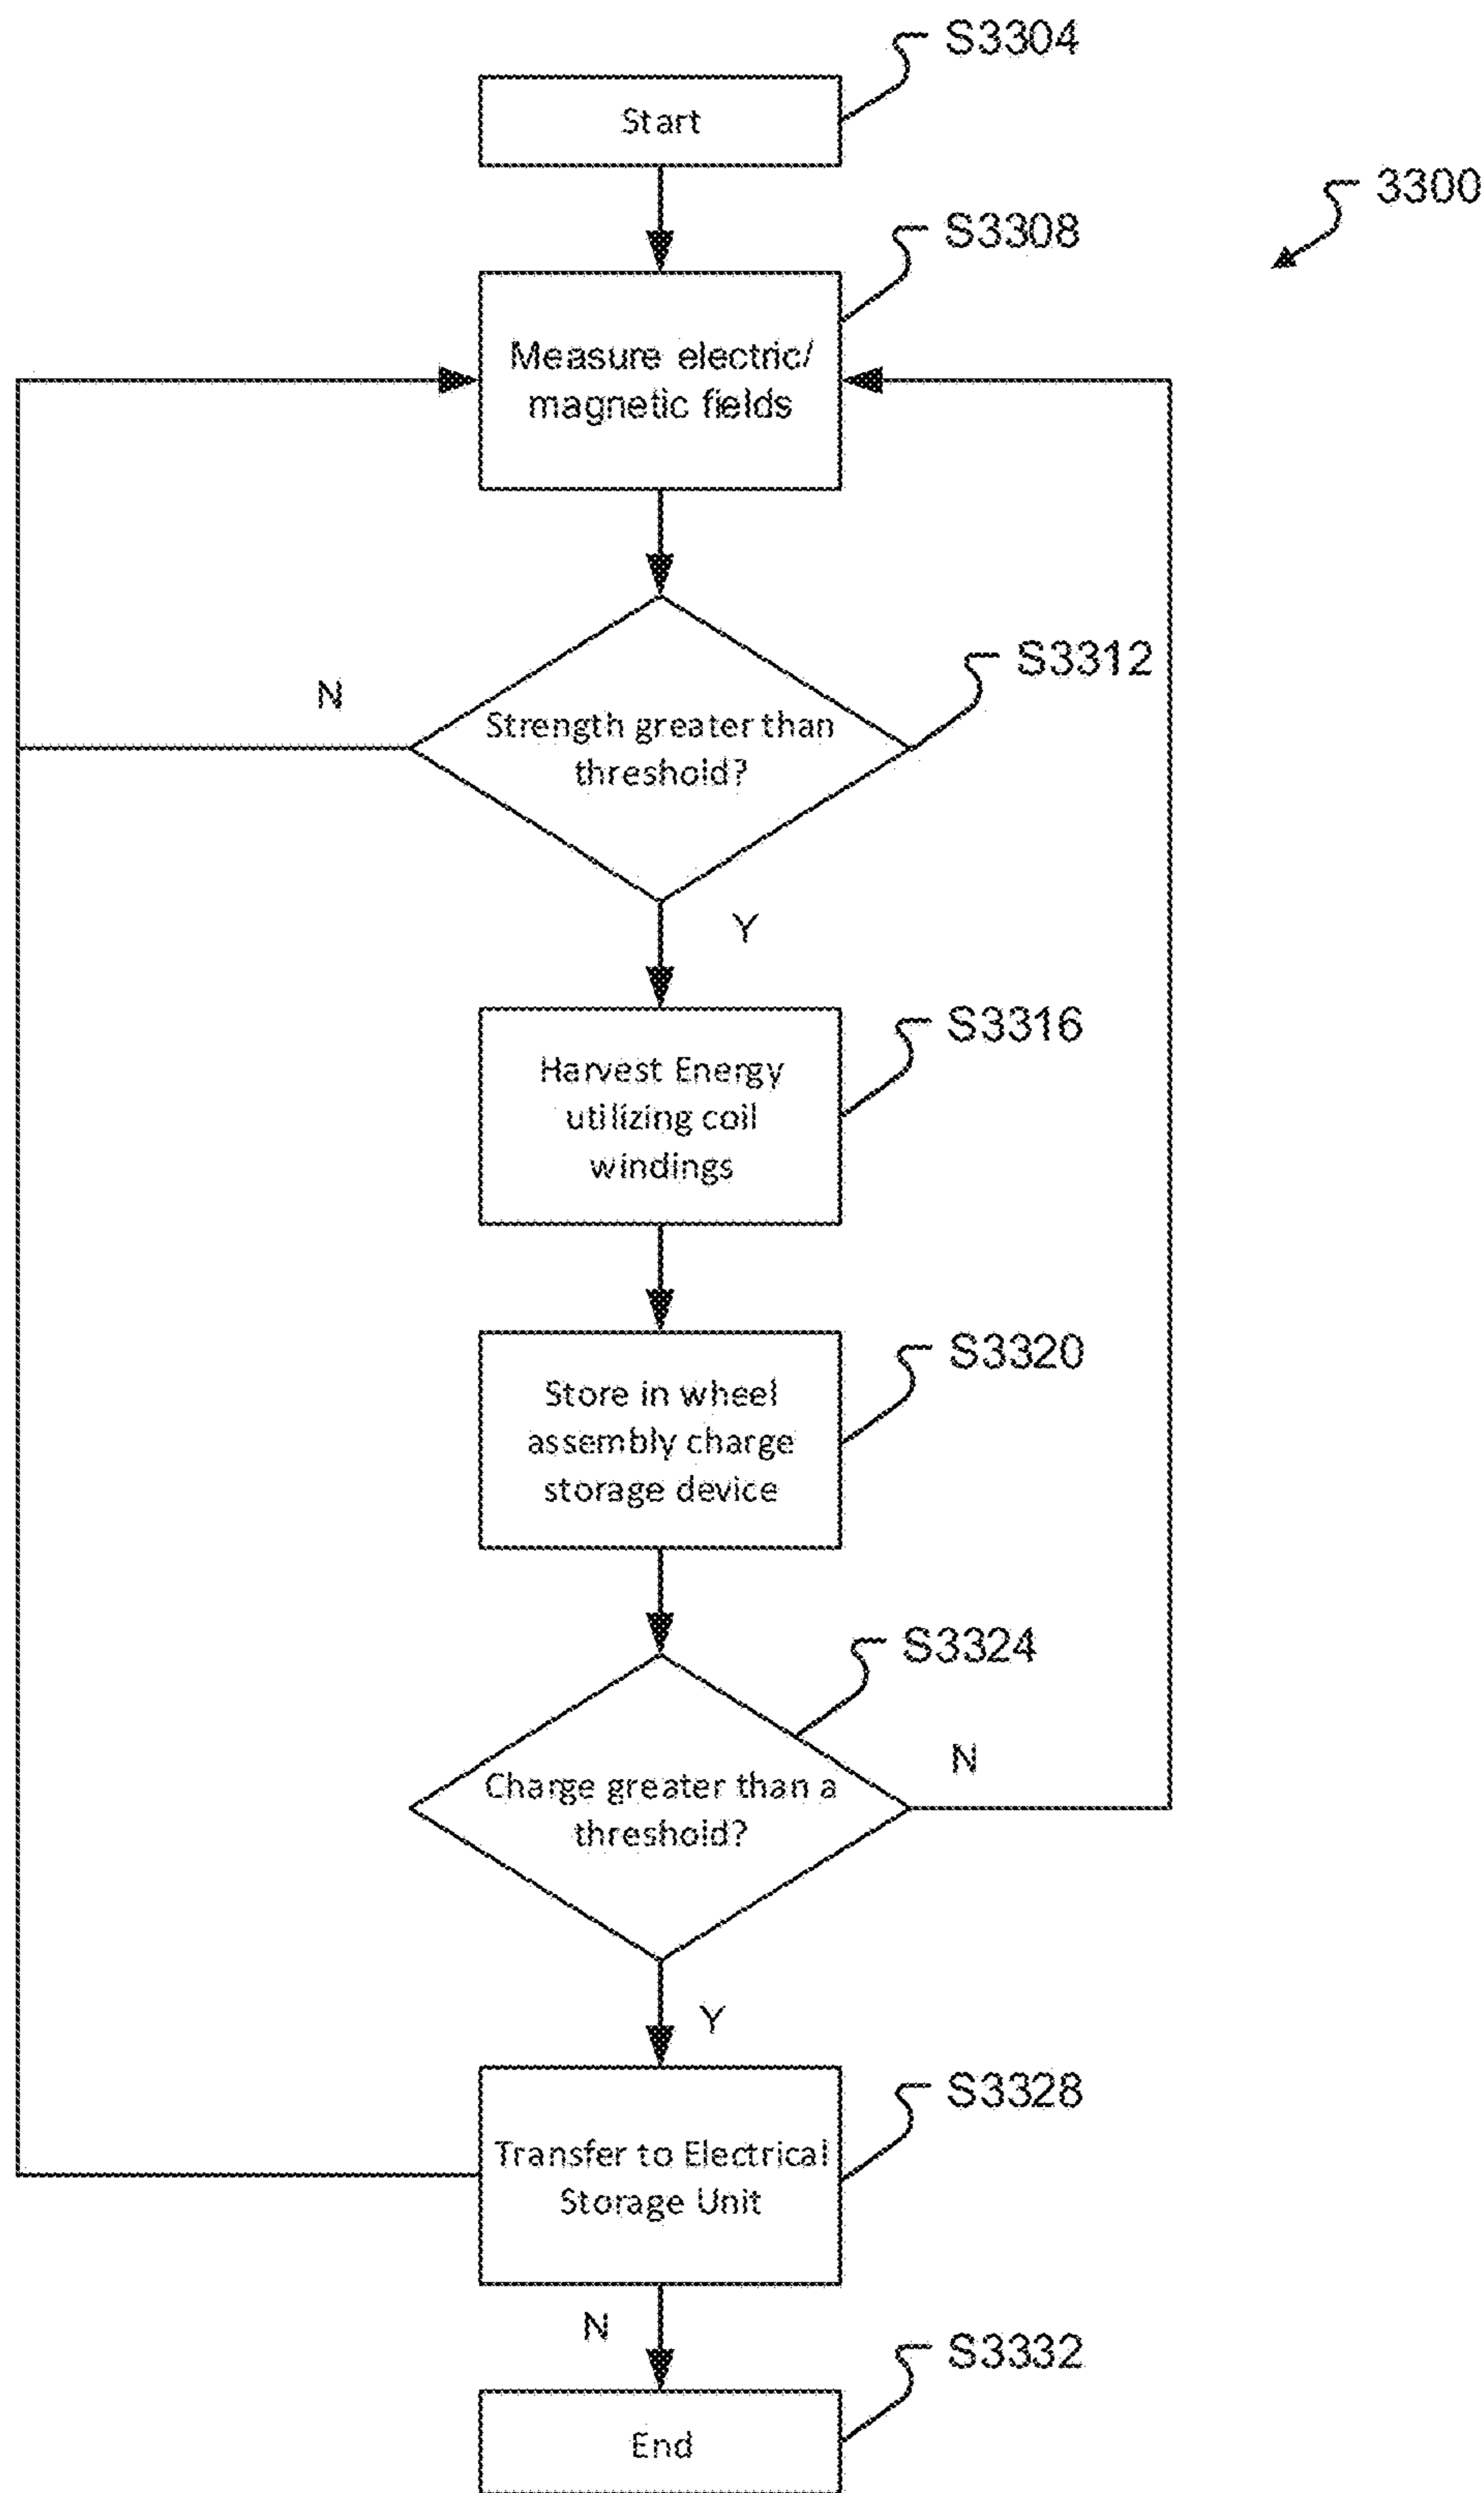 S3304
Start
3300
S3308
Measure electric/
magnetic fields
S3312
N
Strength greater than
threshold?
Y
S3316
Harvest Energy
utilizing coil
windings
S3320
Store in wheel
assembly charge
storage device
S3324
N
Charge greater than a
threshold?
Y
S3328
Transfer to Electrical
Storage Unit
N
S3332
End